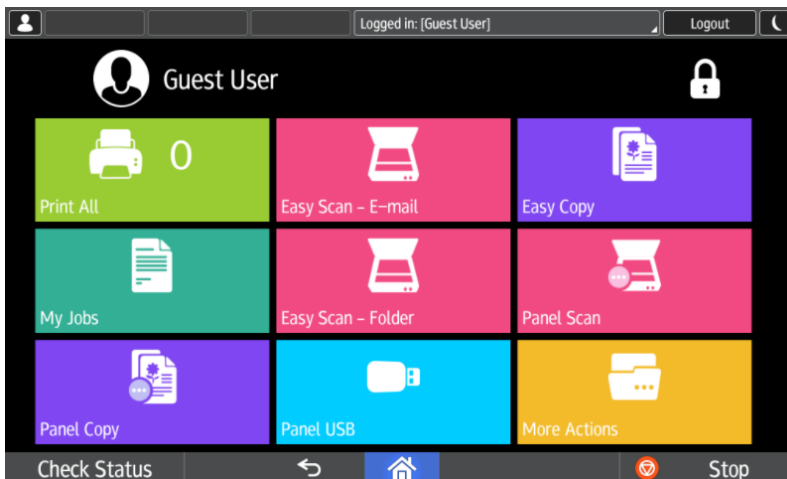 Logged in: [Guest User]
Logout
Guest User
0
Print All
Easy Scan – E-mail
Easy Copy
My Jobs
Easy Scan – Folder
Panel Scan
Panel Copy
Panel USB
More Actions
Check Status
Stop